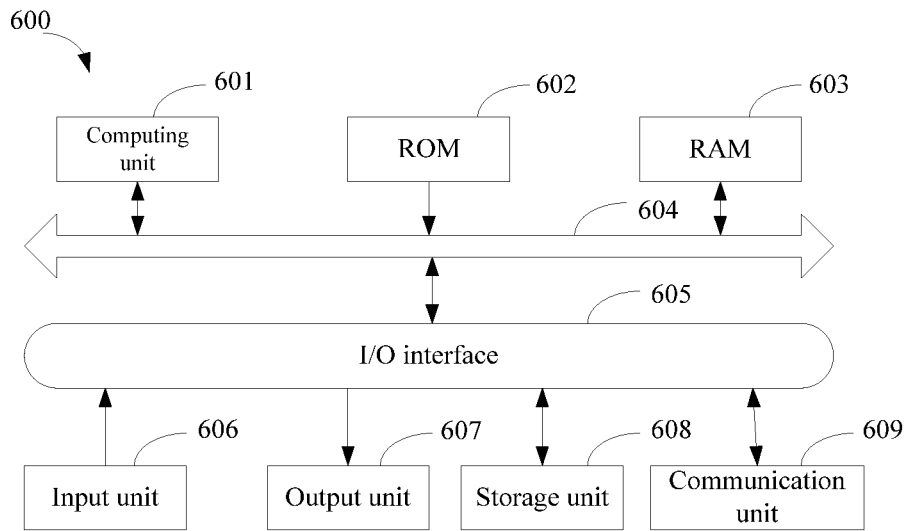 600
601
602
603
Computing
unit
ROM
RAM
604
605
I/O interface
606
607
608
609
Input unit
Output unit
Storage unit
Communication
unit